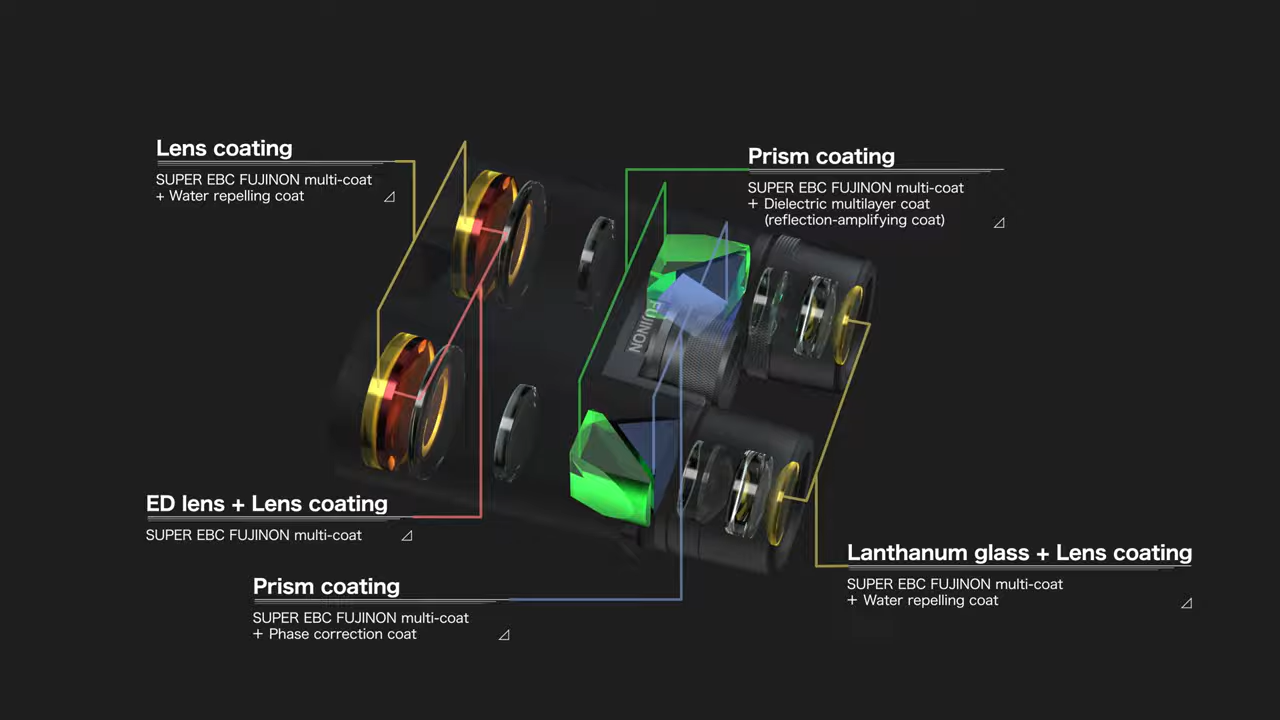 Lens coating
SUPER EBC FUJINON multi-coat
+ Water repelling coat
Prism coating
SUPER EBC FUJINON multi-coat
+ Dielectric multilayer coat
(reflection-amplifying coat)
FUJINON
ED lens + Lens coating
SUPER EBC FUJINON multi-coat
Lanthanum glass + Lens coating
SUPER EBC FUJINON multi-coat
+ Water repelling coat
Prism coating
SUPER EBC FUJINON multi-coat
+ Phase correction coat